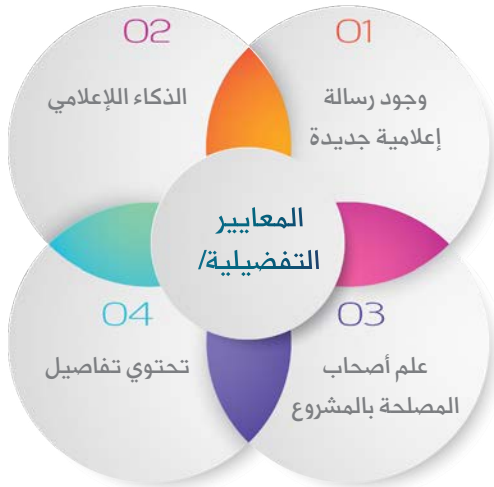 01
وجود رسالة
إعلامية جديدة
02
الذكاء اللإعلامي
المعايير
التفضيلية/
03
علم أصحاب
المصلحة بالمشروع
04
تحتوي تفاصيل